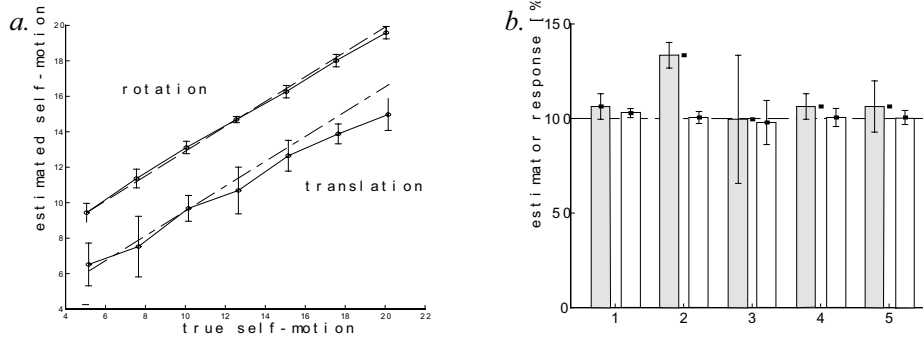 a.
estimated self-motion
20
18
16
14
12
10
8
6
4
rotation
translation
4 6 8 10 12 14 16 18 20 22
true self-motion
b.
estimator response [%
150
100
50
0
1 2 3 4 5